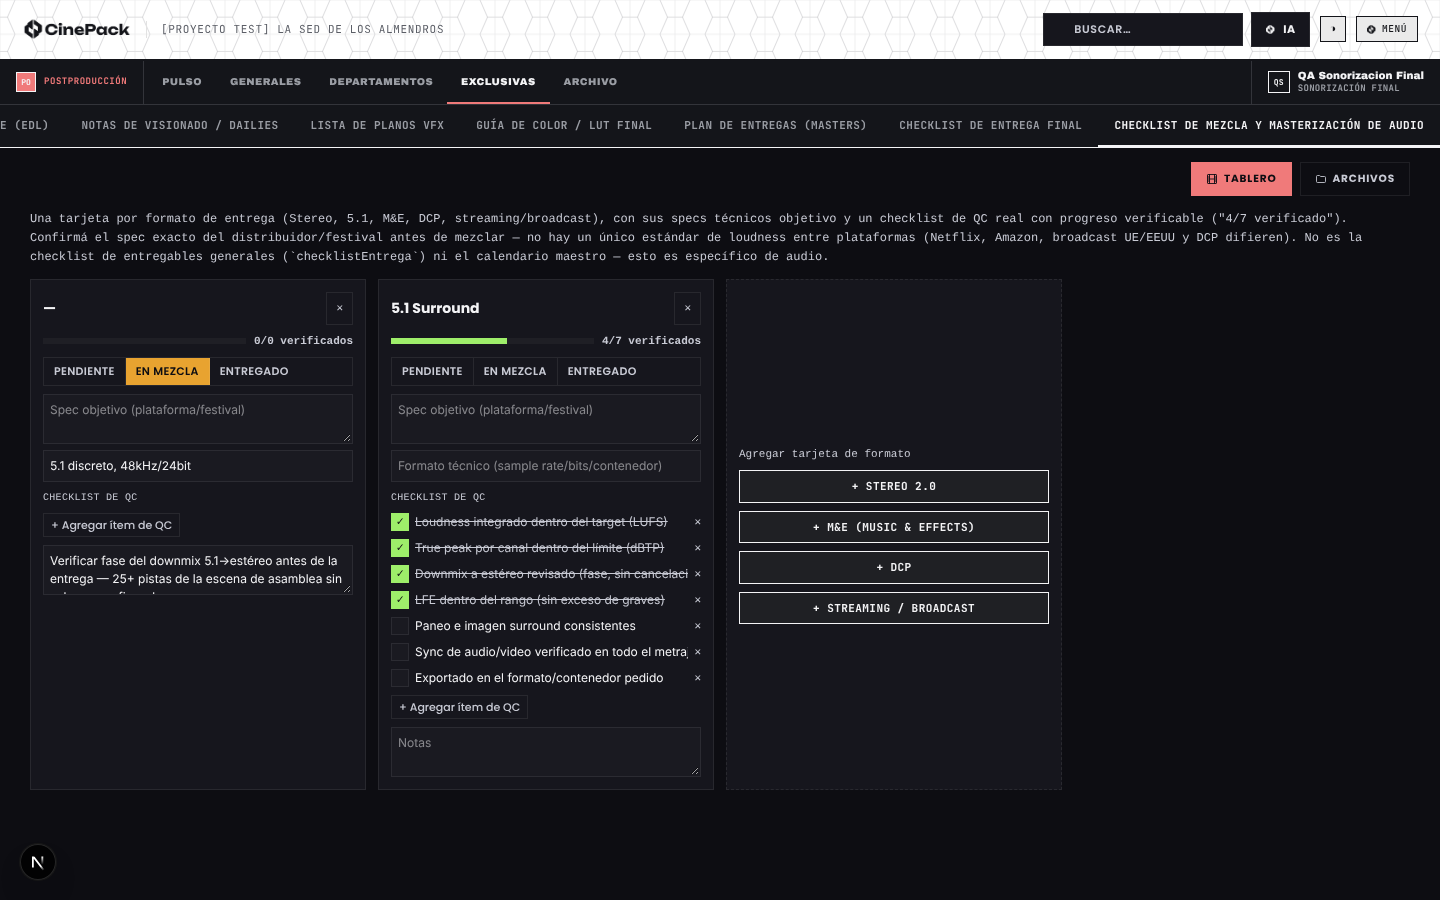 CinePack
[PROYECTO TEST] LA SED DE LOS ALMENDROS
BUSCAR…
IA
MENÚ
PO
POSTPRODUCCIÓN
PULSO
GENERALES
DEPARTAMENTOS
EXCLUSIVAS
ARCHIVO
QS
QA Sonorizacion Final
SONORIZACIÓN FINAL
E (EDL)
NOTAS DE VISIONADO / DAILIES
LISTA DE PLANOS VFX
GUÍA DE COLOR / LUT FINAL
PLAN DE ENTREGAS (MASTERS)
CHECKLIST DE ENTREGA FINAL
CHECKLIST DE MEZCLA Y MASTERIZACIÓN DE AUDIO
TABLERO
ARCHIVOS
Una tarjeta por formato de entrega (Stereo, 5.1, M&E, DCP, streaming/broadcast), con sus specs técnicos objetivo y un checklist de QC real con progreso verificable ("4/7 verificado").
Confirmá el spec exacto del distribuidor/festival antes de mezclar — no hay un único estándar de loudness entre plataformas (Netflix, Amazon, broadcast UE/EEUU y DCP difieren). No es la
checklist de entregables generales (`checklistEntrega`) ni el calendario maestro — esto es específico de audio.
—
×
0/0 verificados
PENDIENTE
EN MEZCLA
ENTREGADO
Spec objetivo (plataforma/festival)
5.1 discreto, 48kHz/24bit
CHECKLIST DE QC
+ Agregar ítem de QC
Verificar fase del downmix 5.1→estéreo antes de la
entrega — 25+ pistas de la escena de asamblea sin
5.1 Surround
×
4/7 verificados
PENDIENTE
EN MEZCLA
ENTREGADO
Spec objetivo (plataforma/festival)
Formato técnico (sample rate/bits/contenedor)
CHECKLIST DE QC
✓ Loudness integrado dentro del target (LUFS) ×
✓ True peak por canal dentro del límite (dBTP) ×
✓ Downmix a estéreo revisado (fase, sin cancelaci ×
✓ LFE dentro del rango (sin exceso de graves) ×
Paneo e imagen surround consistentes ×
Sync de audio/video verificado en todo el metraj ×
Exportado en el formato/contenedor pedido ×
+ Agregar ítem de QC
Notas
Agregar tarjeta de formato
+ STEREO 2.0
+ M&E (MUSIC & EFFECTS)
+ DCP
+ STREAMING / BROADCAST
N